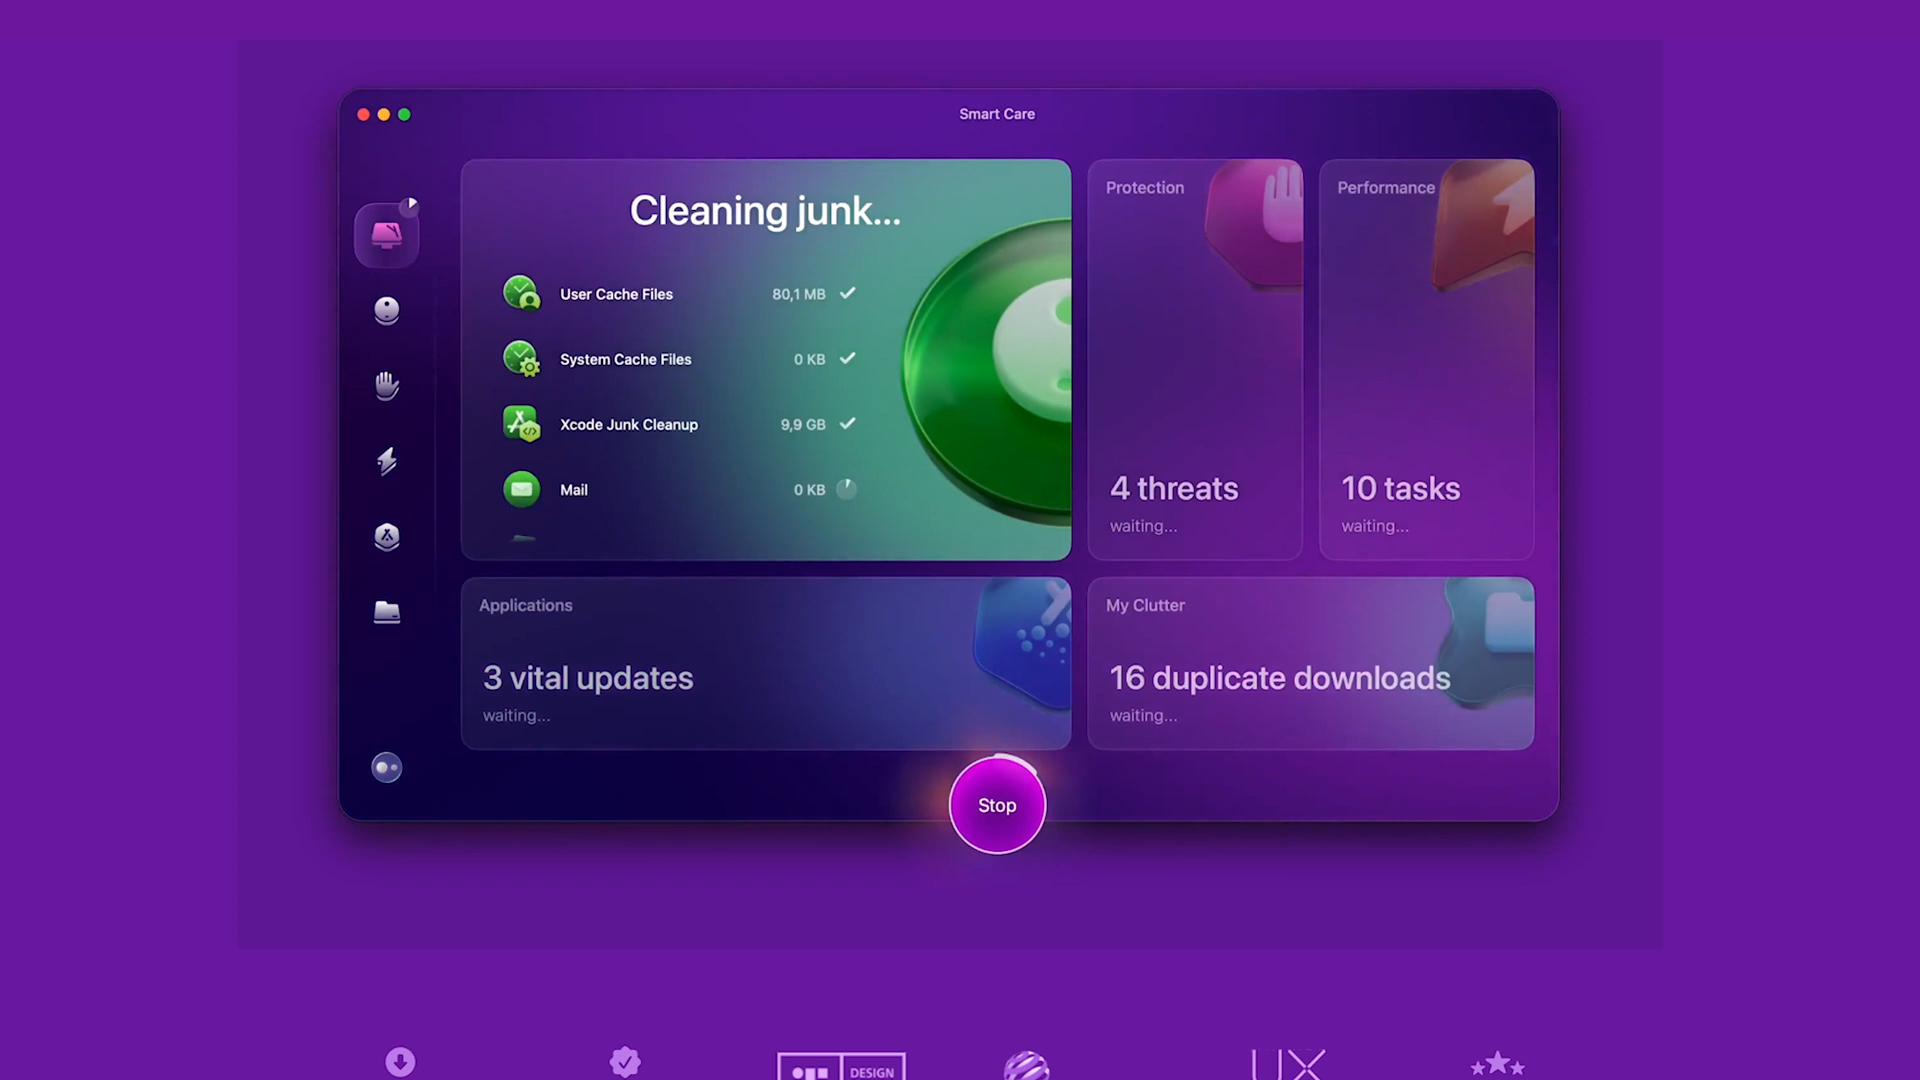 Smart Care
Cleaning junk...
User Cache Files 80,1 MB
System Cache Files 0 KB
Xcode Junk Cleanup 9,9 GB
Mail 0 KB
Protection
4 threats
waiting...
Performance
10 tasks
waiting...
Applications
3 vital updates
waiting...
My Clutter
16 duplicate downloads
waiting...
Stop
DESIGN
UX